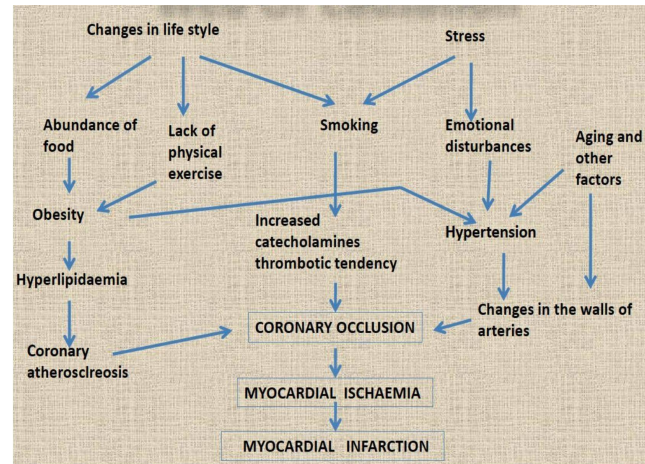 Changes in life style
Stress
Abundance of
food
Lack of
physical
exercise
Smoking
Emotional
disturbances
Aging and
other
factors
Obesity
Increased
catecholamines
thrombotic tendency
Hypertension
Hyperlipidaemia
Changes in the walls of
arteries
CORONARY OCCLUSION
Coronary
atherosclreosis
MYOCARDIAL ISCHAEMIA
MYOCARDIAL INFARCTION